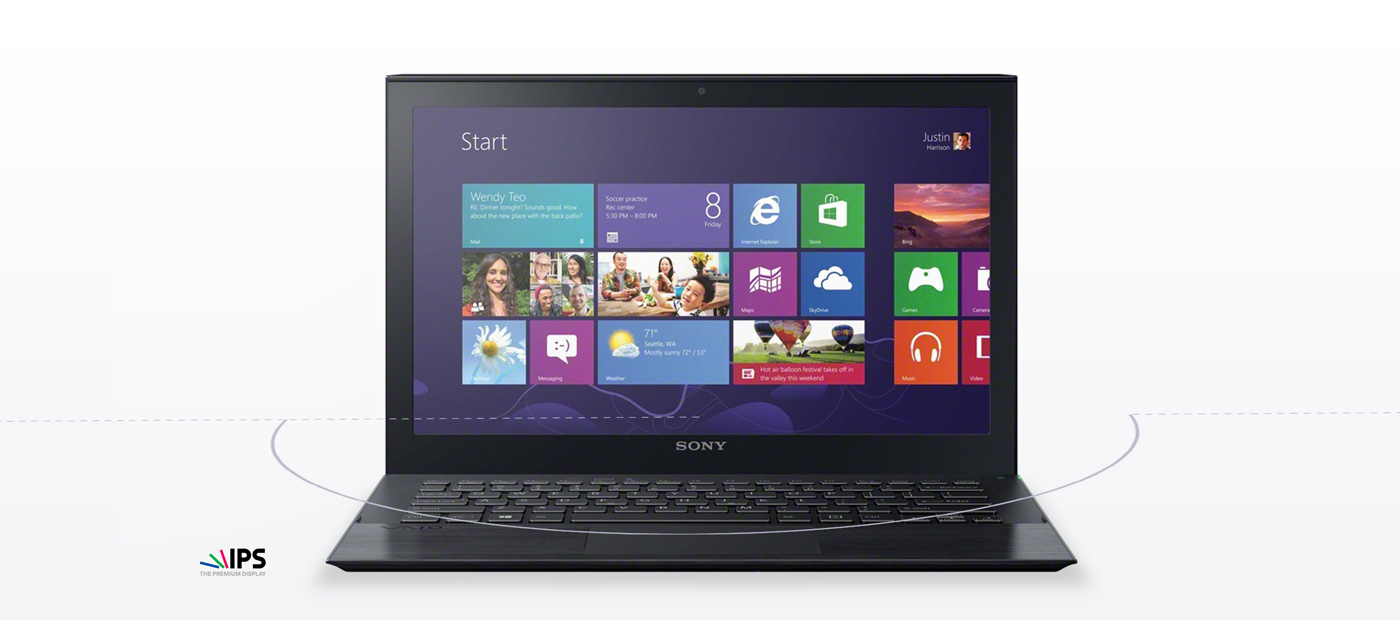 Start
Justin
Harrison
Wendy Teo
RE: Dinner tonight? Sounds good. How
about the new place with the back patio?
Mail
8
Soccer practice
Rec center
5:30 PM – 8:00 PM
8
Friday
Internet Explorer
Store
Bing
Maps
SkyDrive
Games
Camera
Messaging
71°
Seattle, WA
Mostly sunny 72° / 53°
Weather
Hot air balloon festival takes off in
the valley this weekend
Music
Video
SONY
VAIO
IPS
THE PREMIUM DISPLAY